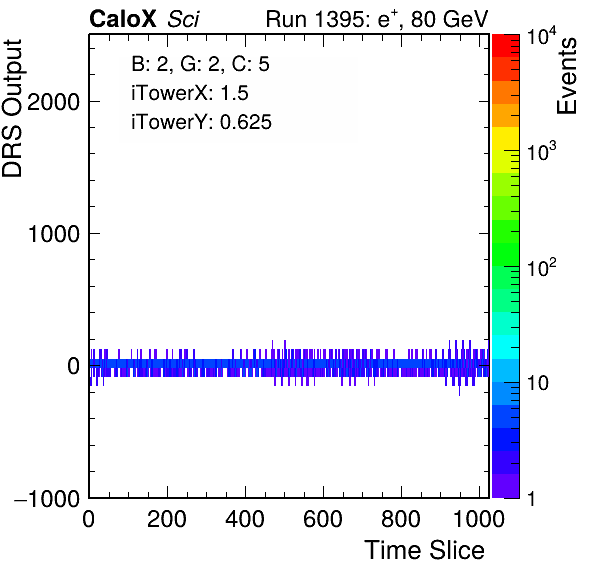 CaloX Sci Run 1395: e+, 80 GeV
B: 2, G: 2, C: 5
iTowerX: 1.5
iTowerY: 0.625
DRS Output
2000
1000
0
−1000
0 200 400 600 800 1000
Time Slice
Events
10^4
10^3
10^2
10
1